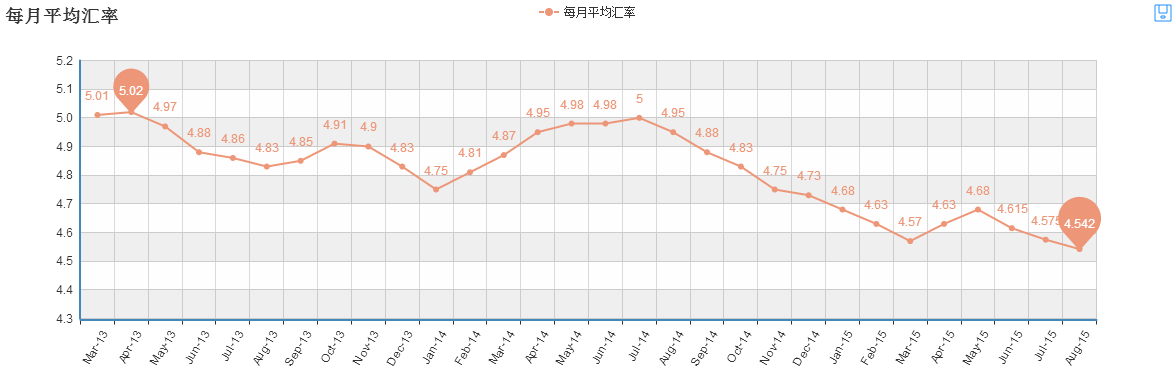 每月平均汇率
每月平均汇率
5.2
5.1
5.0
4.9
4.8
4.7
4.6
4.5
4.4
4.3
5.01
5.02
4.97
4.88
4.86
4.83
4.85
4.91
4.9
4.83
4.75
4.81
4.87
4.95
4.98
4.98
5
4.95
4.88
4.83
4.75
4.73
4.68
4.63
4.57
4.63
4.68
4.615
4.575
4.542
Mar-13
Apr-13
May-13
Jun-13
Jul-13
Aug-13
Sep-13
Oct-13
Nov-13
Dec-13
Jan-14
Feb-14
Mar-14
Apr-14
May-14
Jun-14
Jul-14
Aug-14
Sep-14
Oct-14
Nov-14
Dec-14
Jan-15
Feb-15
Mar-15
Apr-15
May-15
Jun-15
Jul-15
Aug-15